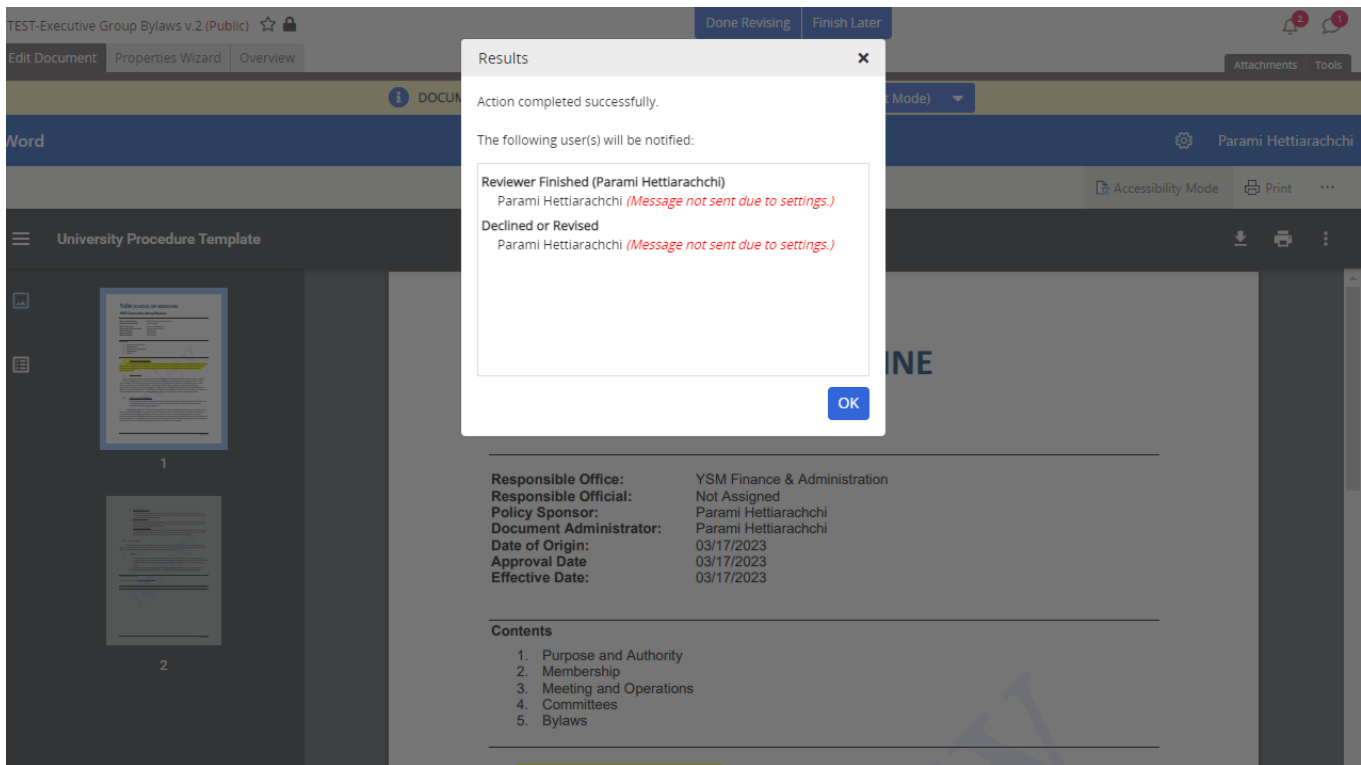 TEST-Executive Group Bylaws v.2 (Public)
Done Revising Finish Later
2 1
Edit Document Properties Wizard Overview
Attachments Tools
Results
DOCUM
t Mode)
Action completed successfully.
Word
Parami Hettiarachchi
The following user(s) will be notified:
Reviewer Finished (Parami Hettiarachchi)
Parami Hettiarachchi (Message not sent due to settings.)
Declined or Revised
Parami Hettiarachchi (Message not sent due to settings.)
Accessibility Mode Print ...
University Procedure Template
INE
OK
1
2
Responsible Office: YSM Finance & Administration
Responsible Official: Not Assigned
Policy Sponsor: Parami Hettiarachchi
Document Administrator: Parami Hettiarachchi
Date of Origin: 03/17/2023
Approval Date 03/17/2023
Effective Date: 03/17/2023
Contents
1. Purpose and Authority
2. Membership
3. Meeting and Operations
4. Committees
5. Bylaws